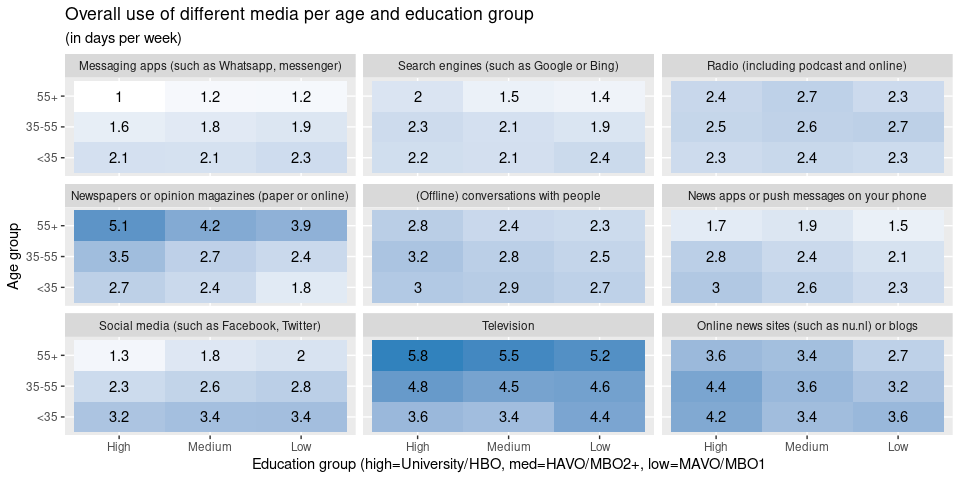 Overall use of different media per age and education group
(in days per week)
Messaging apps (such as Whatsapp, messenger)
Search engines (such as Google or Bing)
Radio (including podcast and online)
55+ 1 1.2 1.2 2 1.5 1.4 2.4 2.7 2.3
35-55 1.6 1.8 1.9 2.3 2.1 1.9 2.5 2.6 2.7
<35 2.1 2.1 2.3 2.2 2.1 2.4 2.3 2.4 2.3
Newspapers or opinion magazines (paper or online)
(Offline) conversations with people
News apps or push messages on your phone
55+ 5.1 4.2 3.9 2.8 2.4 2.3 1.7 1.9 1.5
35-55 3.5 2.7 2.4 3.2 2.8 2.5 2.8 2.4 2.1
<35 2.7 2.4 1.8 3 2.9 2.7 3 2.6 2.3
Age group
Social media (such as Facebook, Twitter)
Television
Online news sites (such as nu.nl) or blogs
55+ 1.3 1.8 2 5.8 5.5 5.2 3.6 3.4 2.7
35-55 2.3 2.6 2.8 4.8 4.5 4.6 4.4 3.6 3.2
<35 3.2 3.4 3.4 3.6 3.4 4.4 4.2 3.4 3.6
High Medium Low High Medium Low High Medium Low
Education group (high=University/HBO, med=HAVO/MBO2+, low=MAVO/MBO1